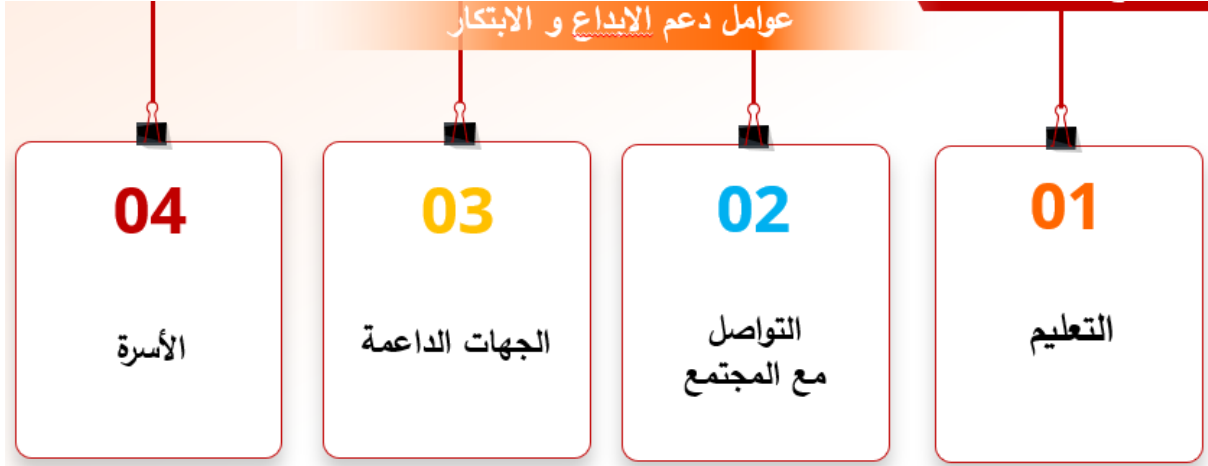 عوامل دعم الابداع و الابتكار
01
التعليم
02
التواصل
مع المجتمع
03
الجهات الداعمة
04
الأسرة